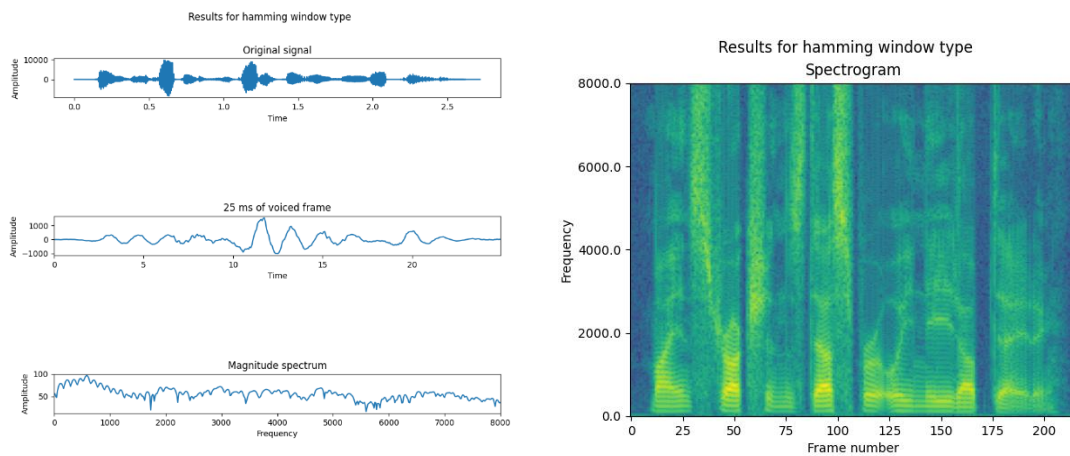 Results for hamming window type
Original signal
Amplitude
10000
0
0.0 0.5 1.0 1.5 2.0 2.5
Time
25 ms of voiced frame
Amplitude
1000
0
−1000
0 5 10 15 20
Time
Magnitude spectrum
Amplitude
100
50
0 1000 2000 3000 4000 5000 6000 7000 8000
Frequency
Results for hamming window type
Spectrogram
Frequency
8000.0
6000.0
4000.0
2000.0
0.0
0 25 50 75 100 125 150 175 200
Frame number